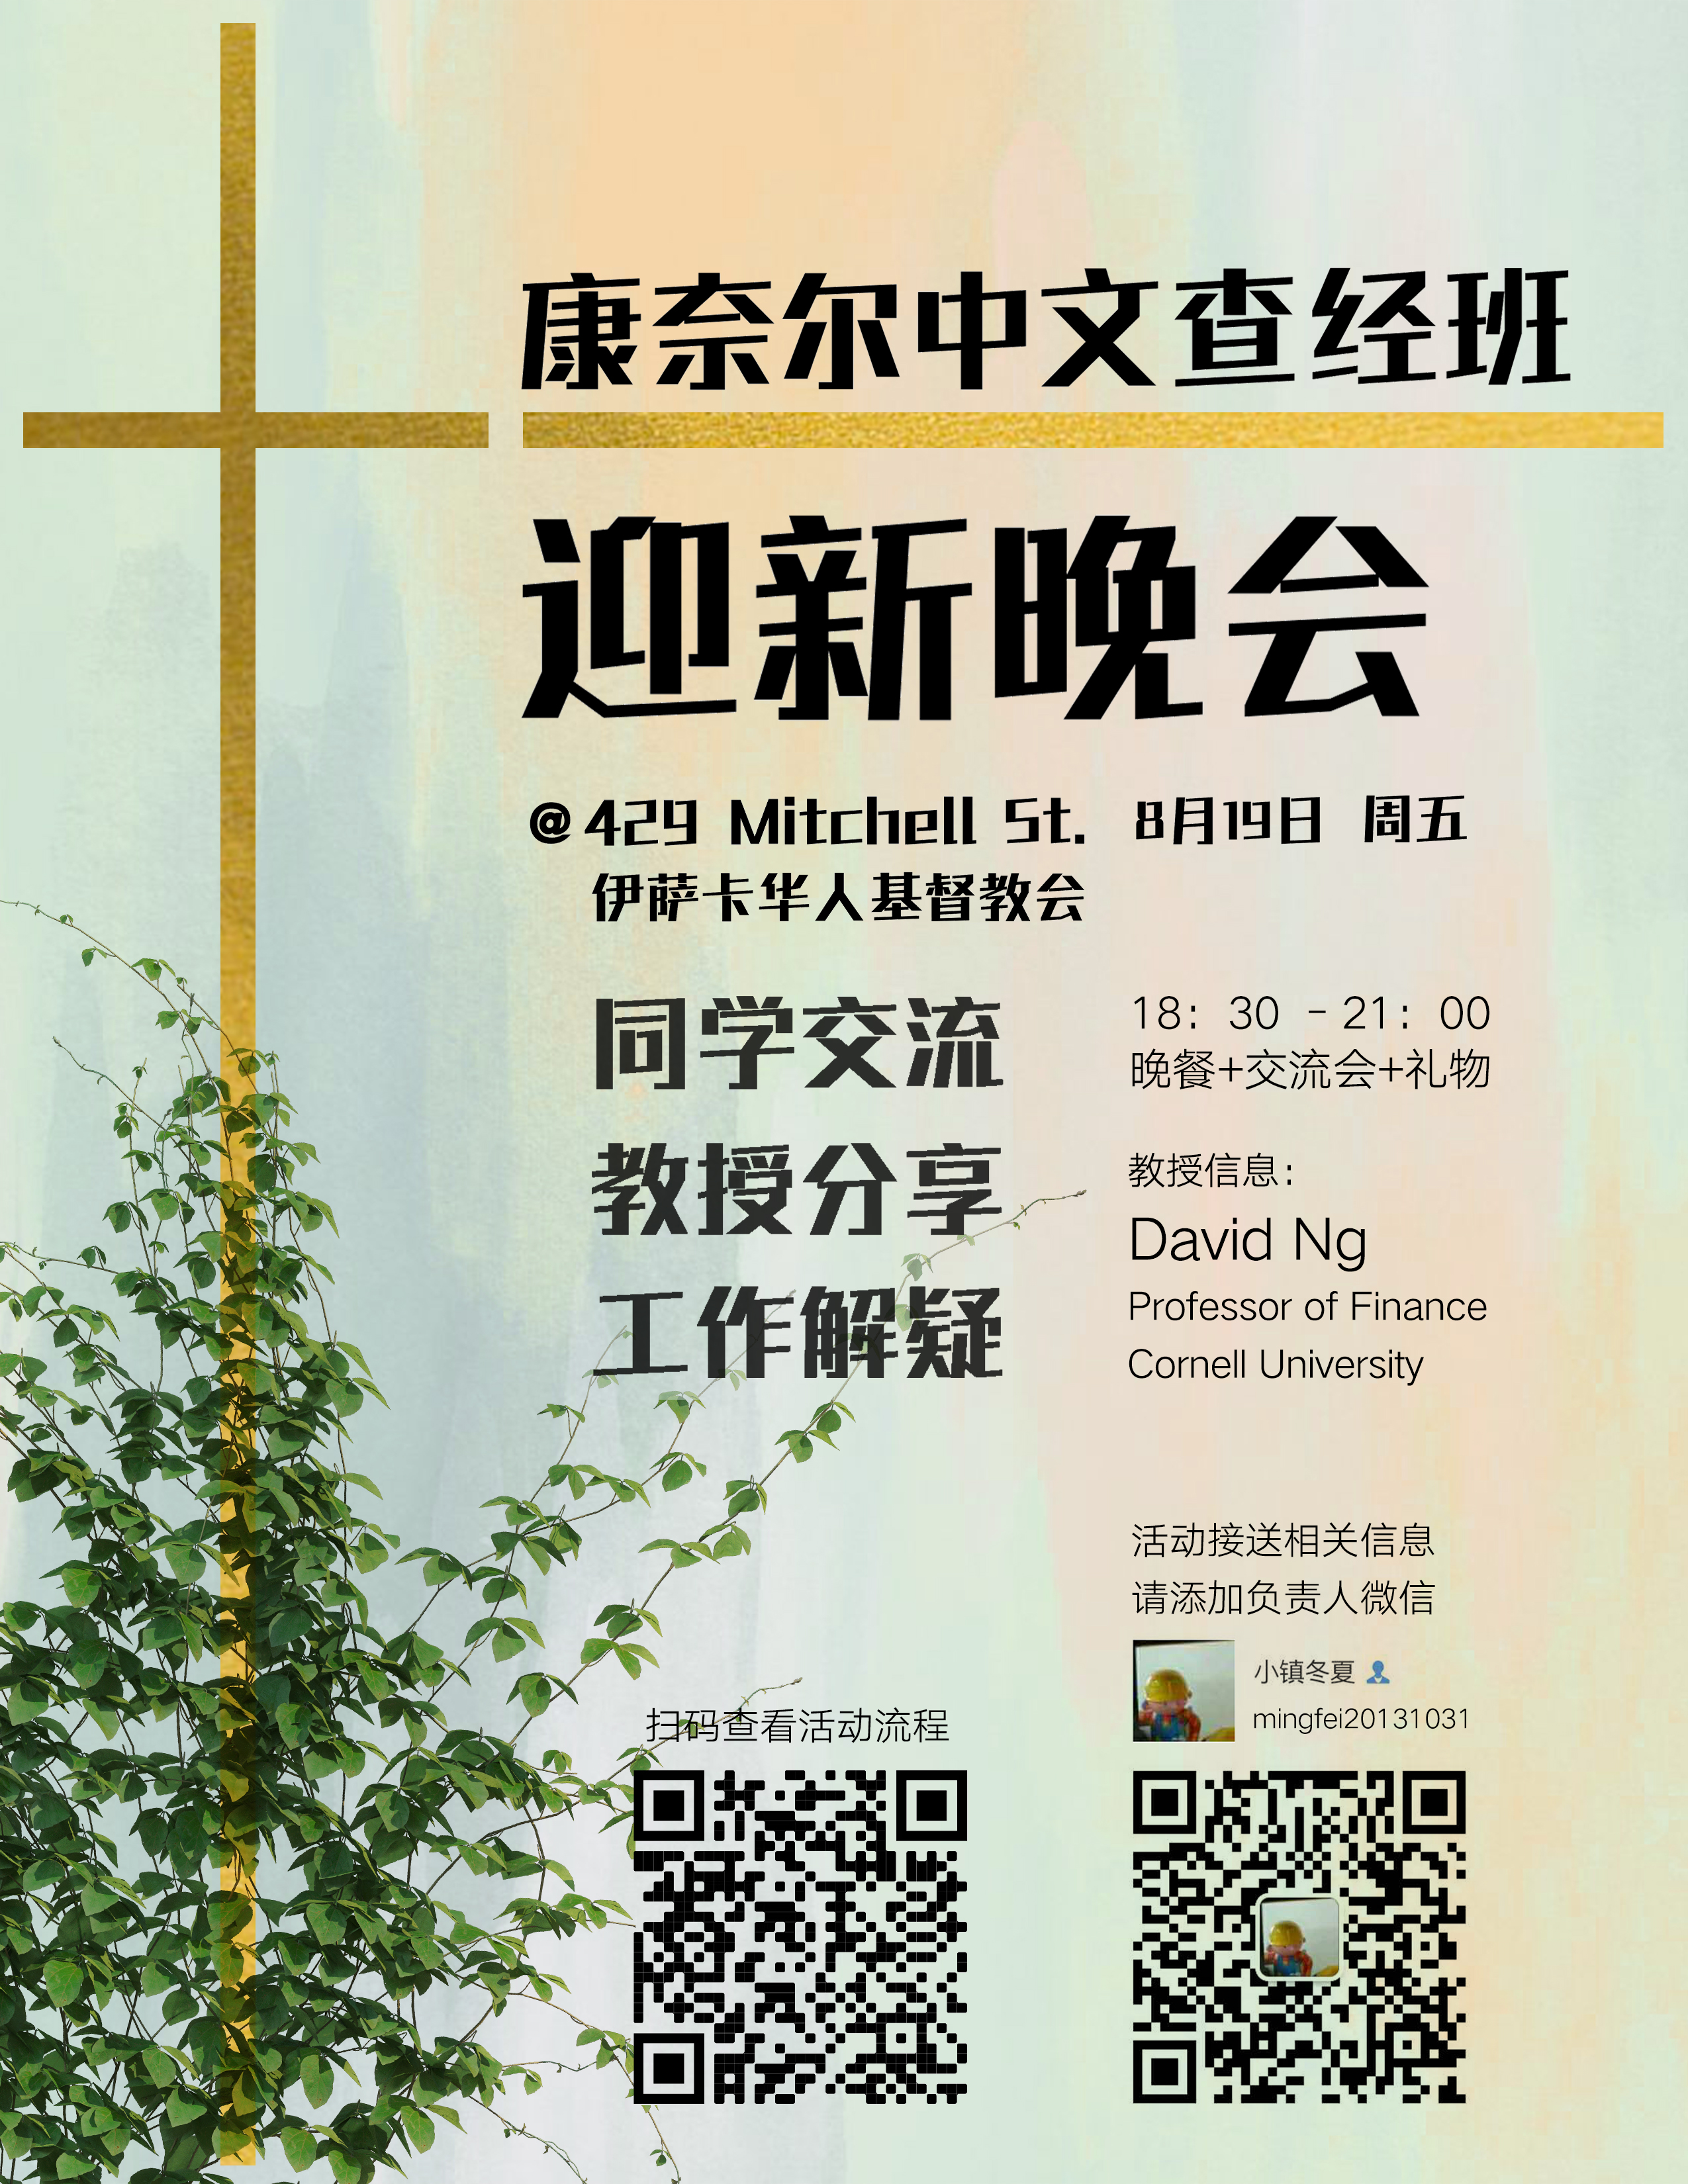 康奈尔中文查经班
迎新晚会
@429 Mitchell St. 8月19日 周五
伊萨卡华人基督教会
同学交流
18：30 - 21：00
晚餐+交流会+礼物
教授分享
教授信息：
David Ng
Professor of Finance
Cornell University
工作解疑
活动接送相关信息
请添加负责人微信
小镇冬夏
mingfei20131031
扫码查看活动流程